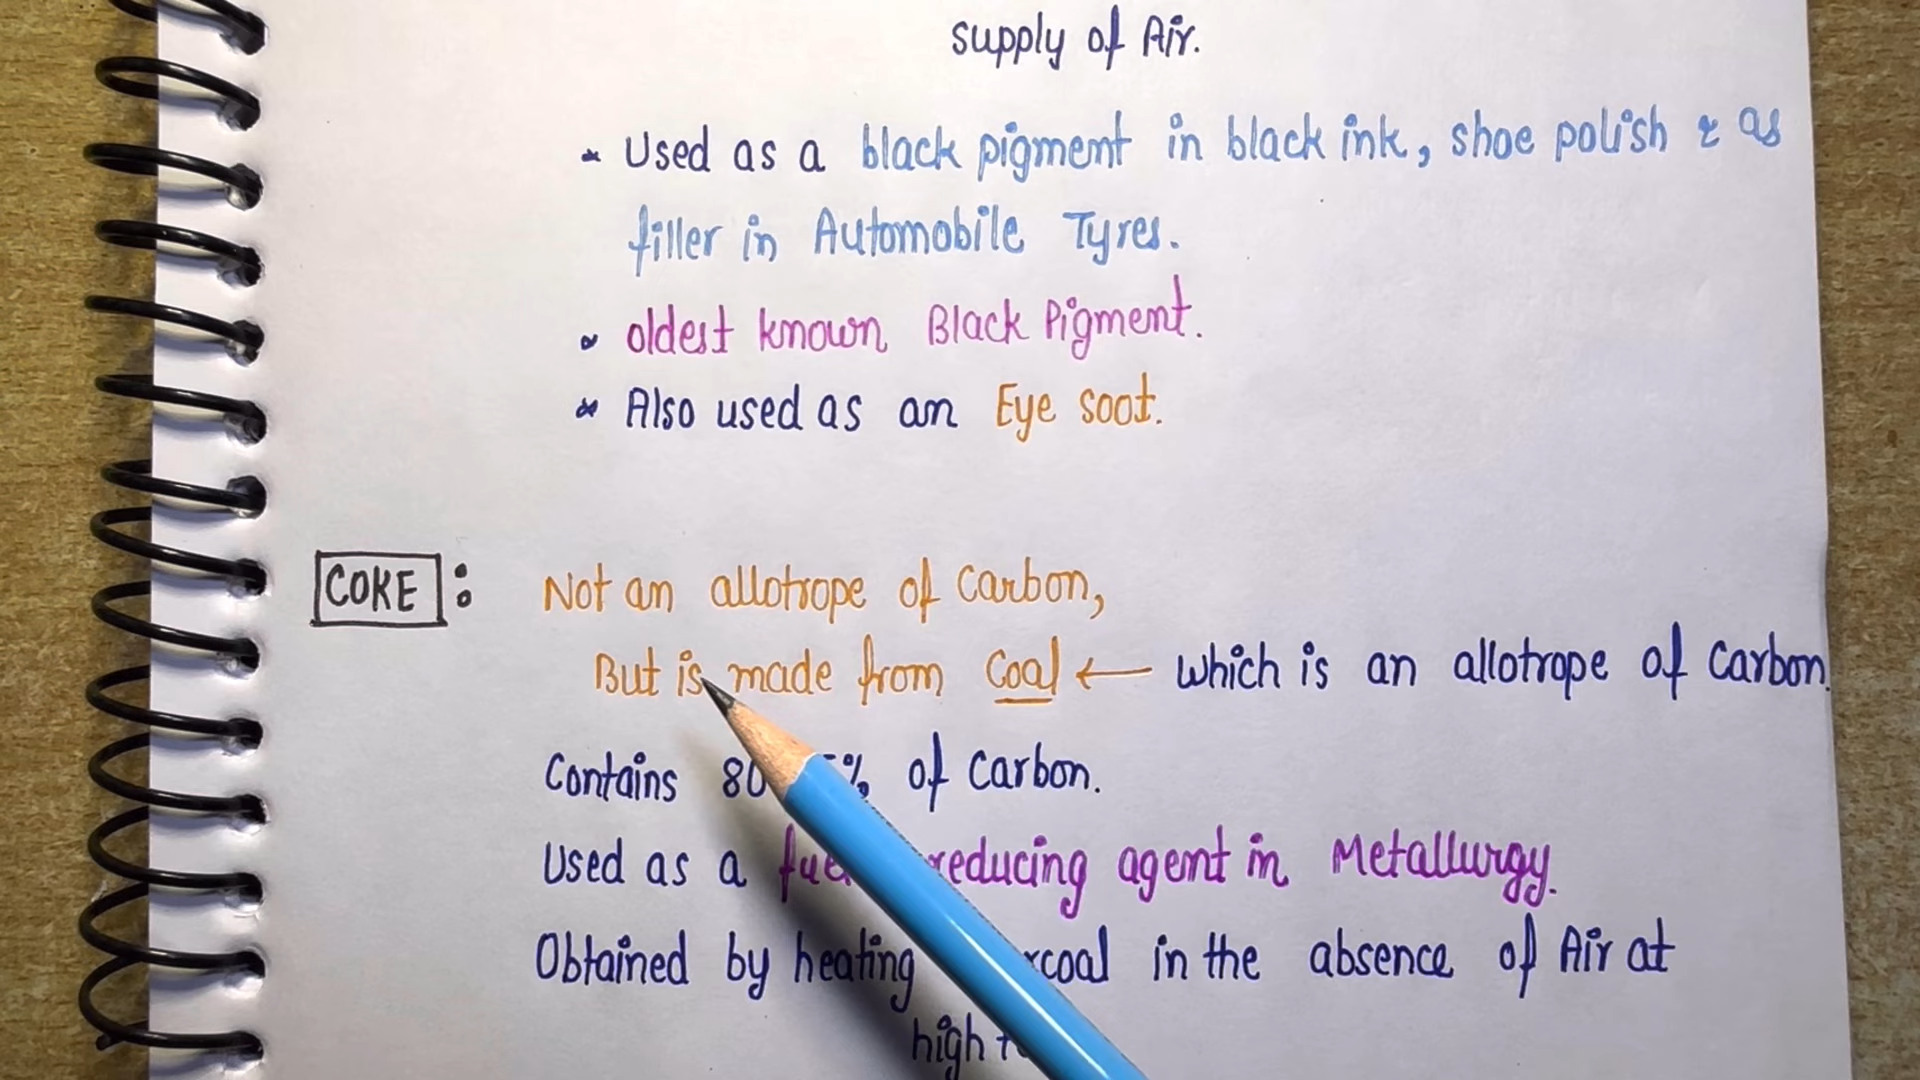 supply of Air.
Used as a black pigment in black ink, shoe polish & as
filler in Automobile Tyres.
oldest known Black Pigment.
Also used as an Eye soot.
COKE : Not an allotrope of Carbon,
But is made from Coal ← Which is an allotrope of Carbon.
Contains 80 % of Carbon.
Used as a reducing agent in Metallurgy.
Obtained by heating in the absence of Air at
high